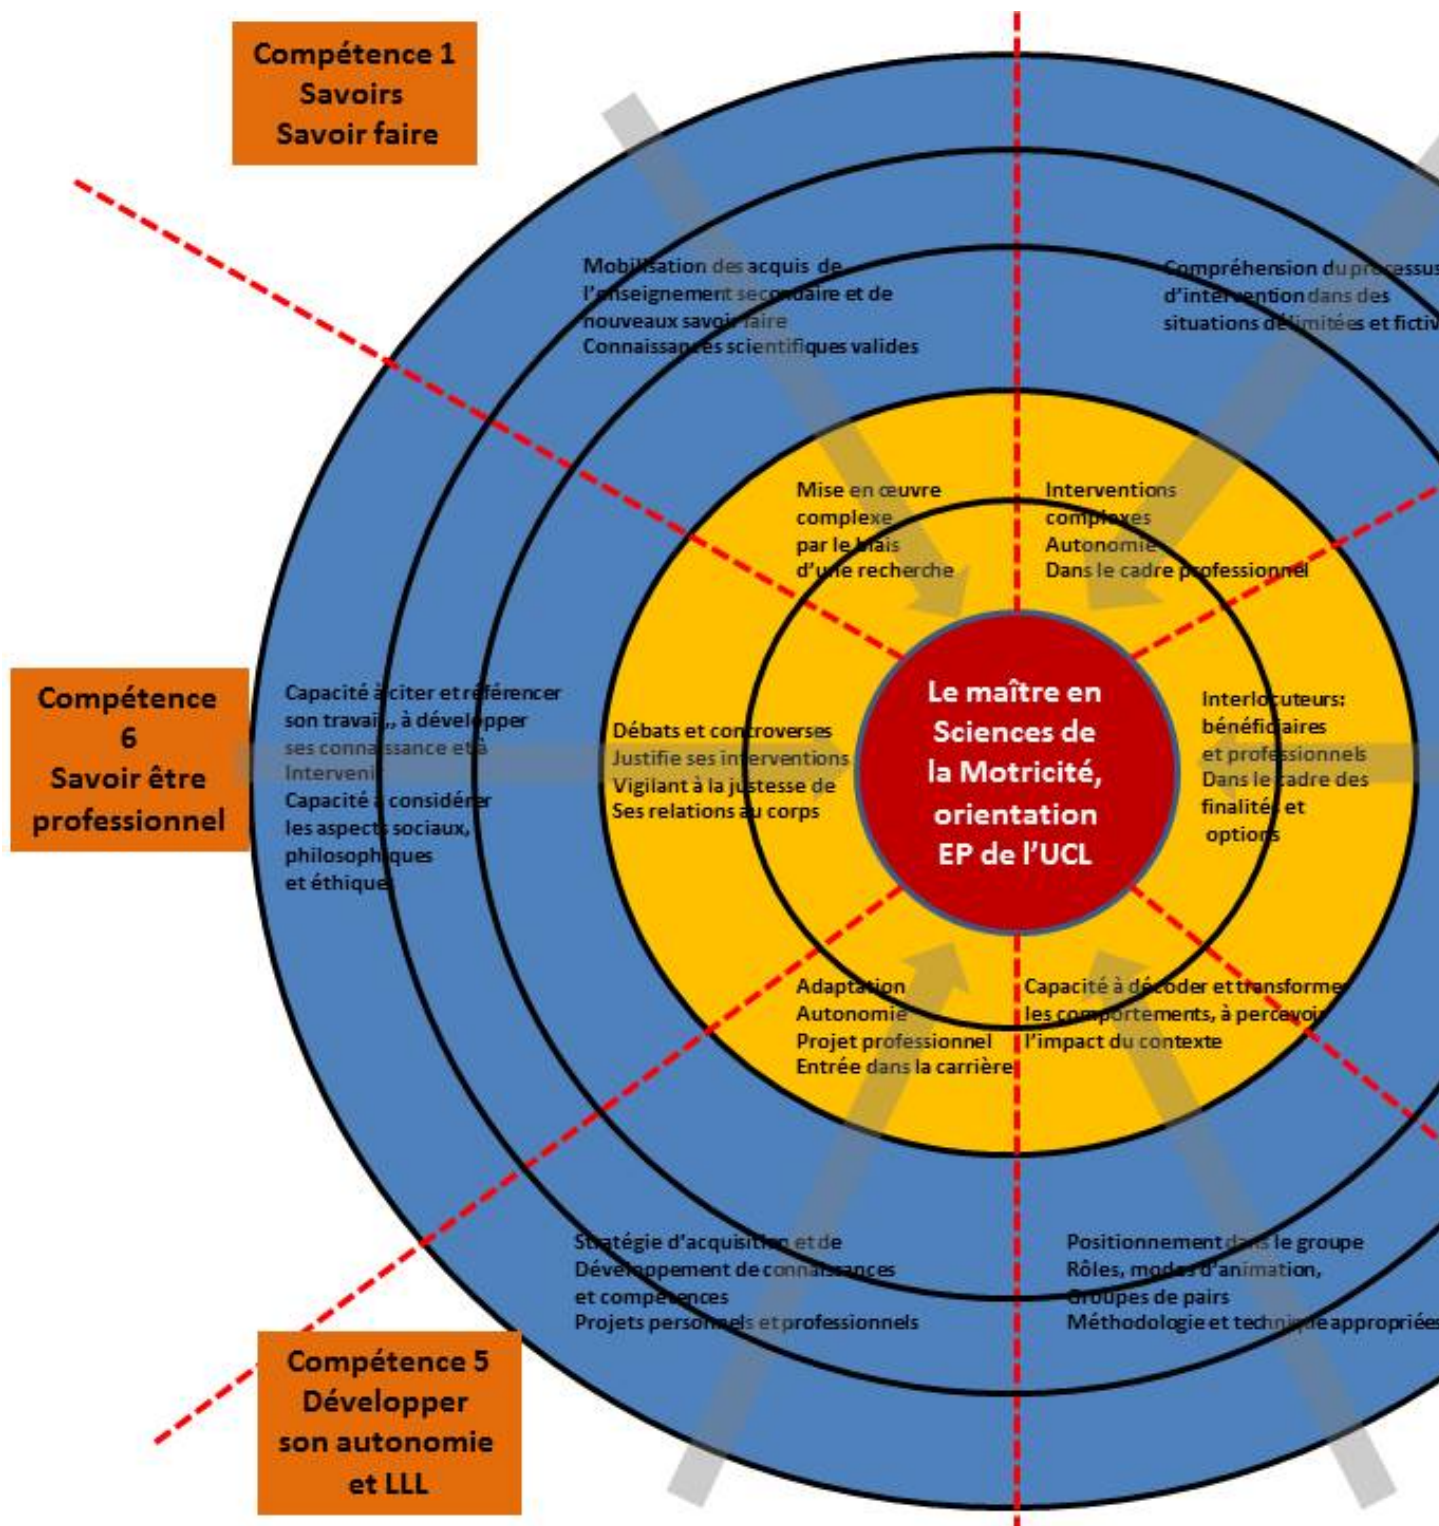 Compétence 1
Savoirs
Savoir faire
Mobilisation des acquis de
l'enseignement secondaire et de
nouveaux savoir faire
Connaissances scientifiques valides
Compréhension du processus
d'intervention dans des
situations délimitées et fictiv
Mise en œuvre
complexe
par le biais
d'une recherche
Interventions
complexes
Autonomie
Dans le cadre professionnel
Compétence
6
Savoir être
professionnel
Capacité à citer et référencer
son travail,, à développer
ses connaissance et à
Intervenir
Capacité à considérer
les aspects sociaux,
philosophiques
et éthique
Débats et controverses
Justifie ses interventions
Vigilant à la justesse de
Ses relations au corps
Le maître en
Sciences de
la Motricité,
orientation
EP de l'UCL
Interlocuteurs:
bénéficiaires
et professionnels
Dans le cadre des
finalités et
options
Adaptation
Autonomie
Projet professionnel
Entrée dans la carrière
Capacité à décoder et transformer
les comportements, à percevoir
l'impact du contexte
Stratégie d'acquisition et de
Développement de connaissances
et compétences
Projets personnels et professionnels
Positionnement dans le groupe
Rôles, modes d'animation,
Groupes de pairs
Méthodologie et technique appropriées
Compétence 5
Développer
son autonomie
et LLL